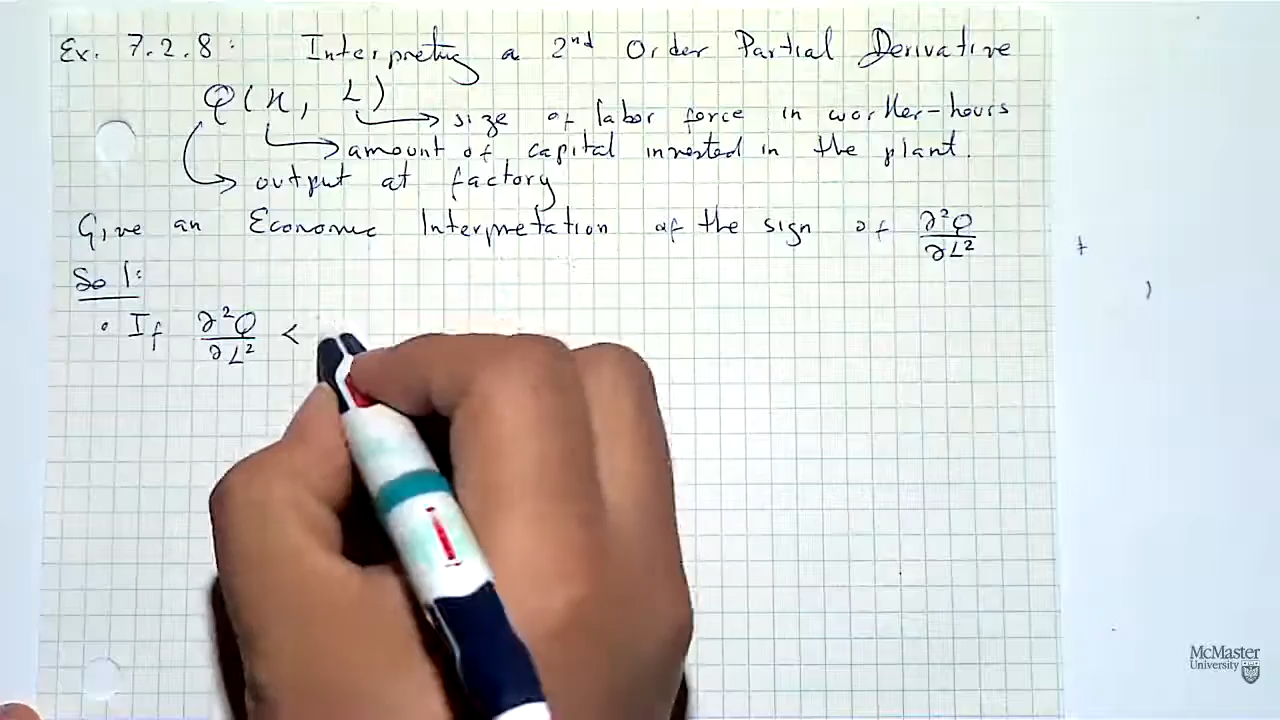 Ex. 7.2.8: Interpreting a 2nd Order Partial Derivative
Q(K, L)
size of labor force in worker-hours
amount of capital invested in the plant.
output at factory
Give an Economic Interpretation of the sign of ∂²Q/∂L²
Sol:
• If ∂²Q/∂L² <
McMaster
University